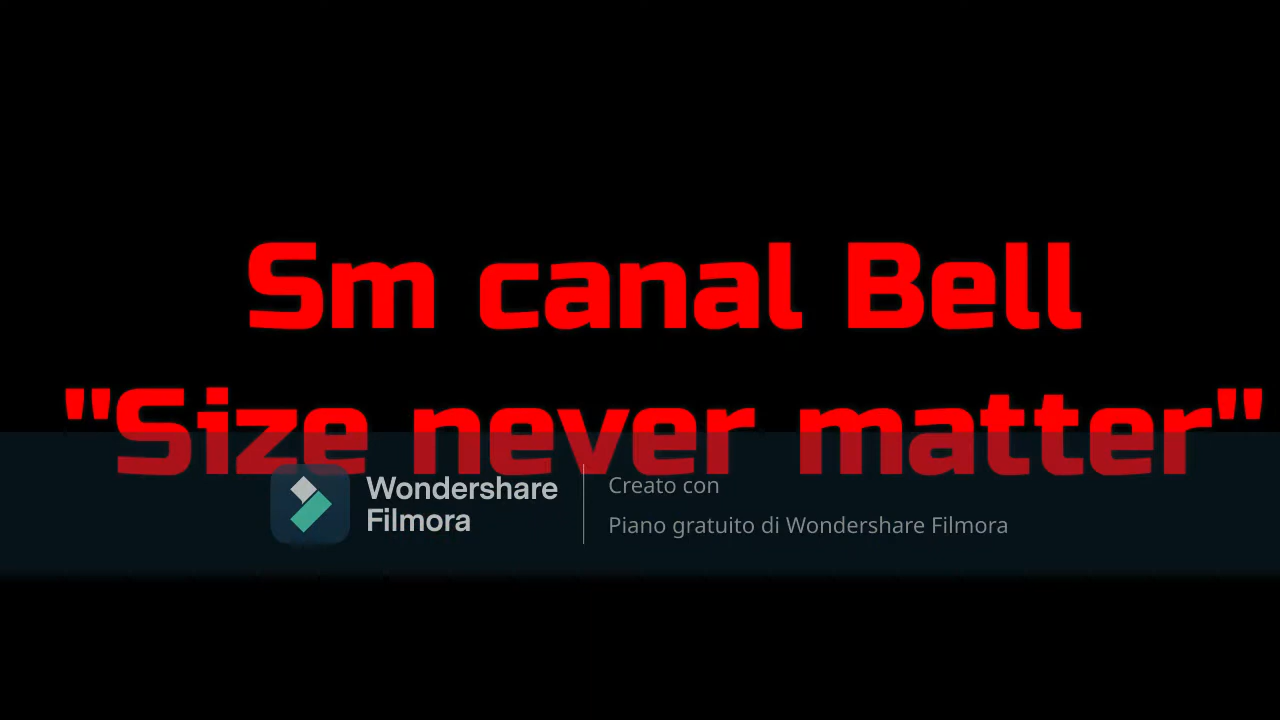 Sm canal Bell
"Size never matter"
Wondershare
Filmora
Creato con
Piano gratuito di Wondershare Filmora